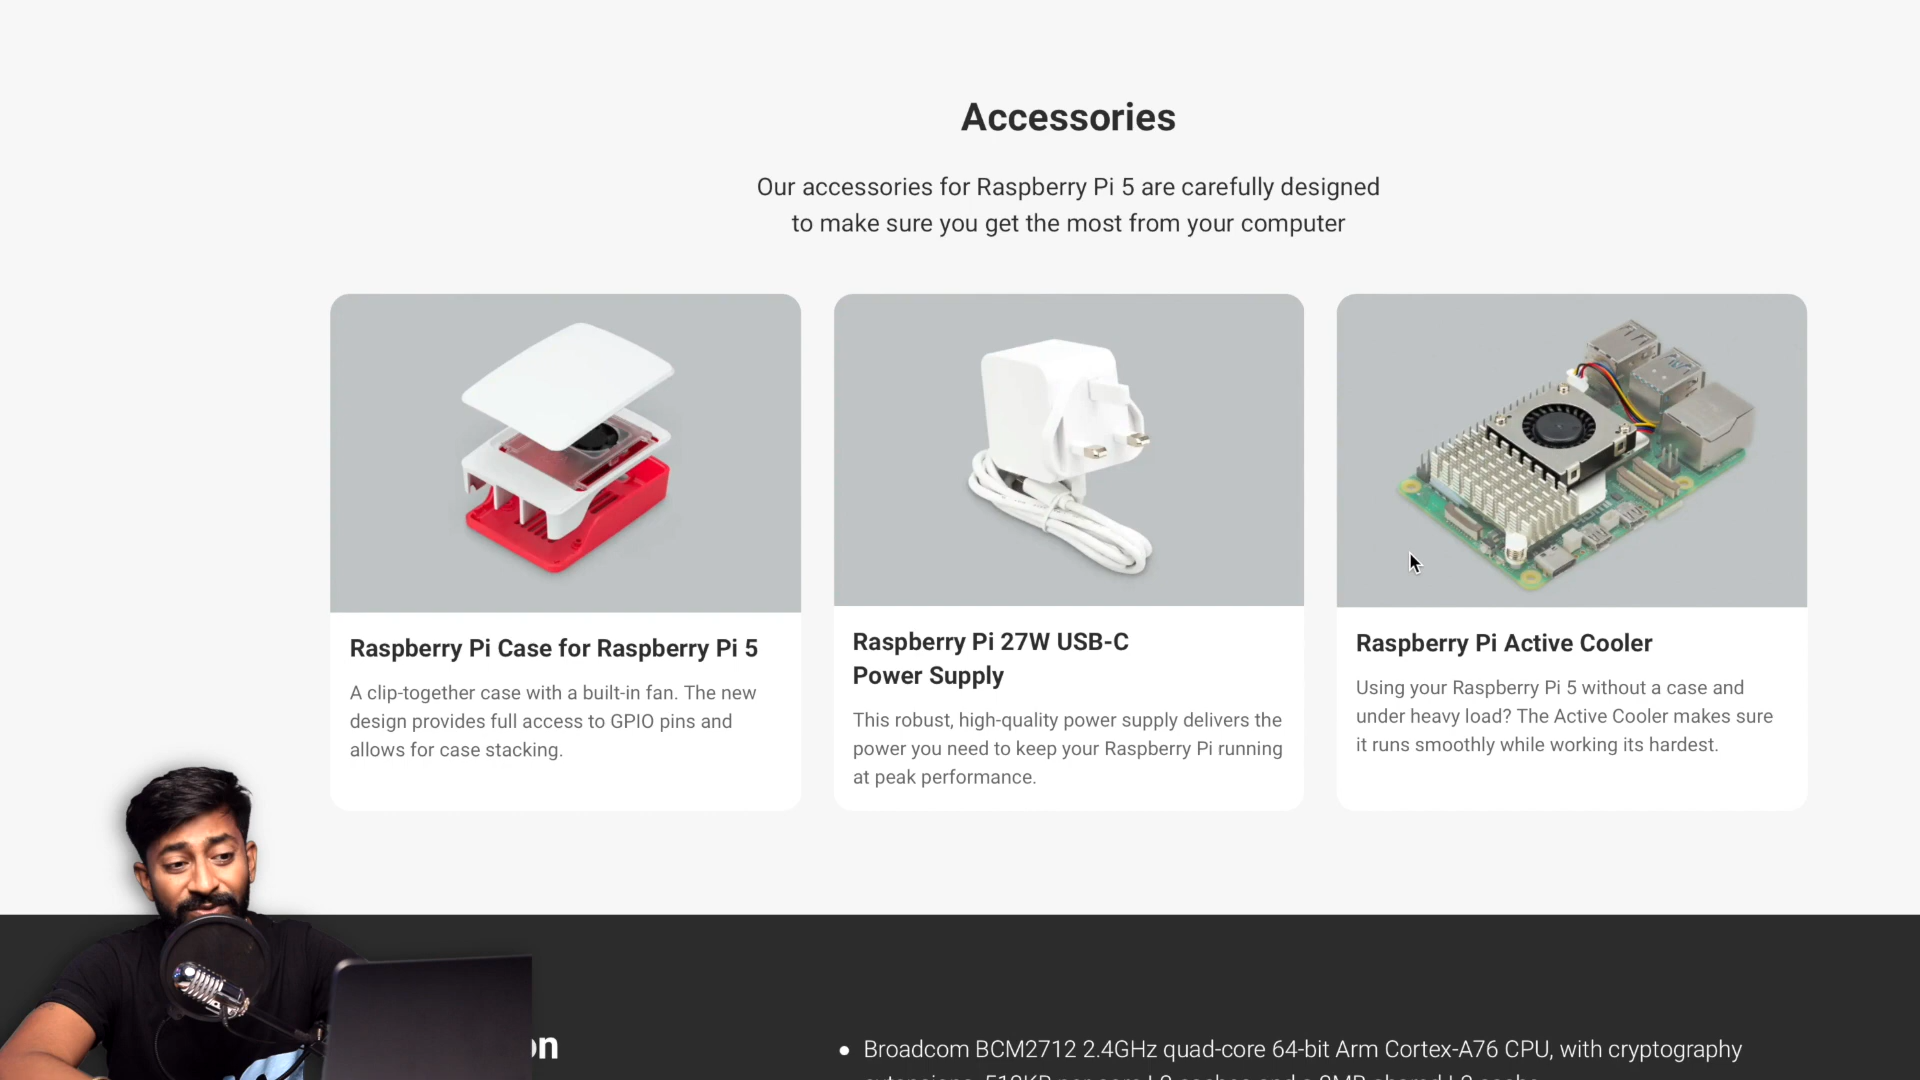 Accessories
Our accessories for Raspberry Pi 5 are carefully designed
to make sure you get the most from your computer
Raspberry Pi Case for Raspberry Pi 5
A clip-together case with a built-in fan. The new
design provides full access to GPIO pins and
allows for case stacking.
Raspberry Pi 27W USB-C
Power Supply
This robust, high-quality power supply delivers the
power you need to keep your Raspberry Pi running
at peak performance.
Raspberry Pi Active Cooler
Using your Raspberry Pi 5 without a case and
under heavy load? The Active Cooler makes sure
it runs smoothly while working its hardest.
on
• Broadcom BCM2712 2.4GHz quad-core 64-bit Arm Cortex-A76 CPU, with cryptography